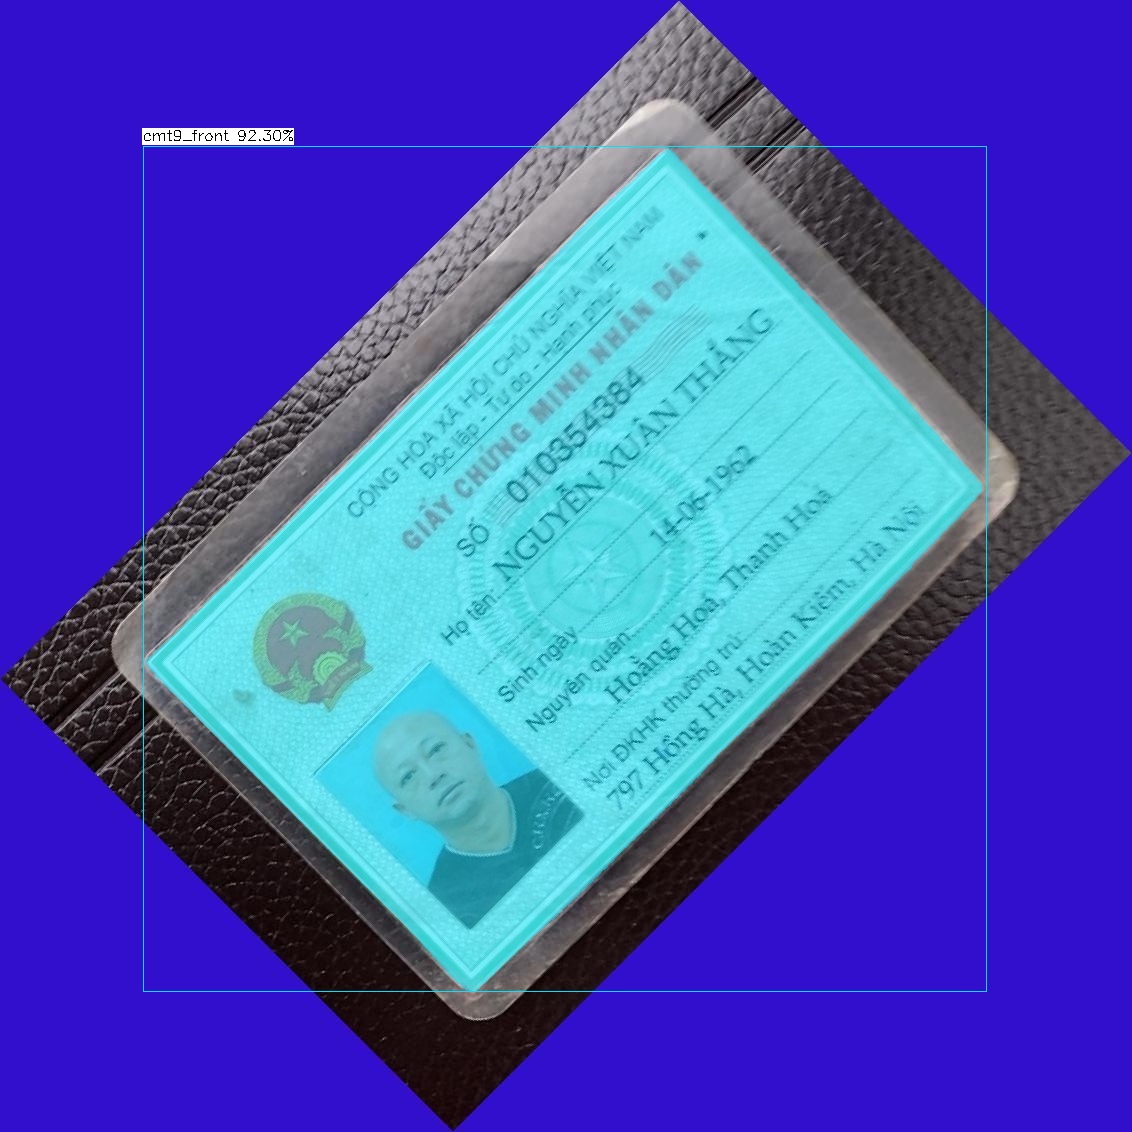 cmt9_front 92.30%
CỘNG HÒA XÃ HỘI CHỦ NGHĨA VIỆT NAM
Độc lập - Tự do - Hạnh phúc
GIẤY CHỨNG MINH NHÂN DÂN
SỐ 010354384
Họ tên: NGUYỄN XUÂN THẮNG
Sinh ngày 14-06-1962
Nguyên quán
Hoằng Hoá, Thanh Hoá
Nơi ĐKHK thường trú:
797 Hồng Hà, Hoàn Kiếm, Hà Nội